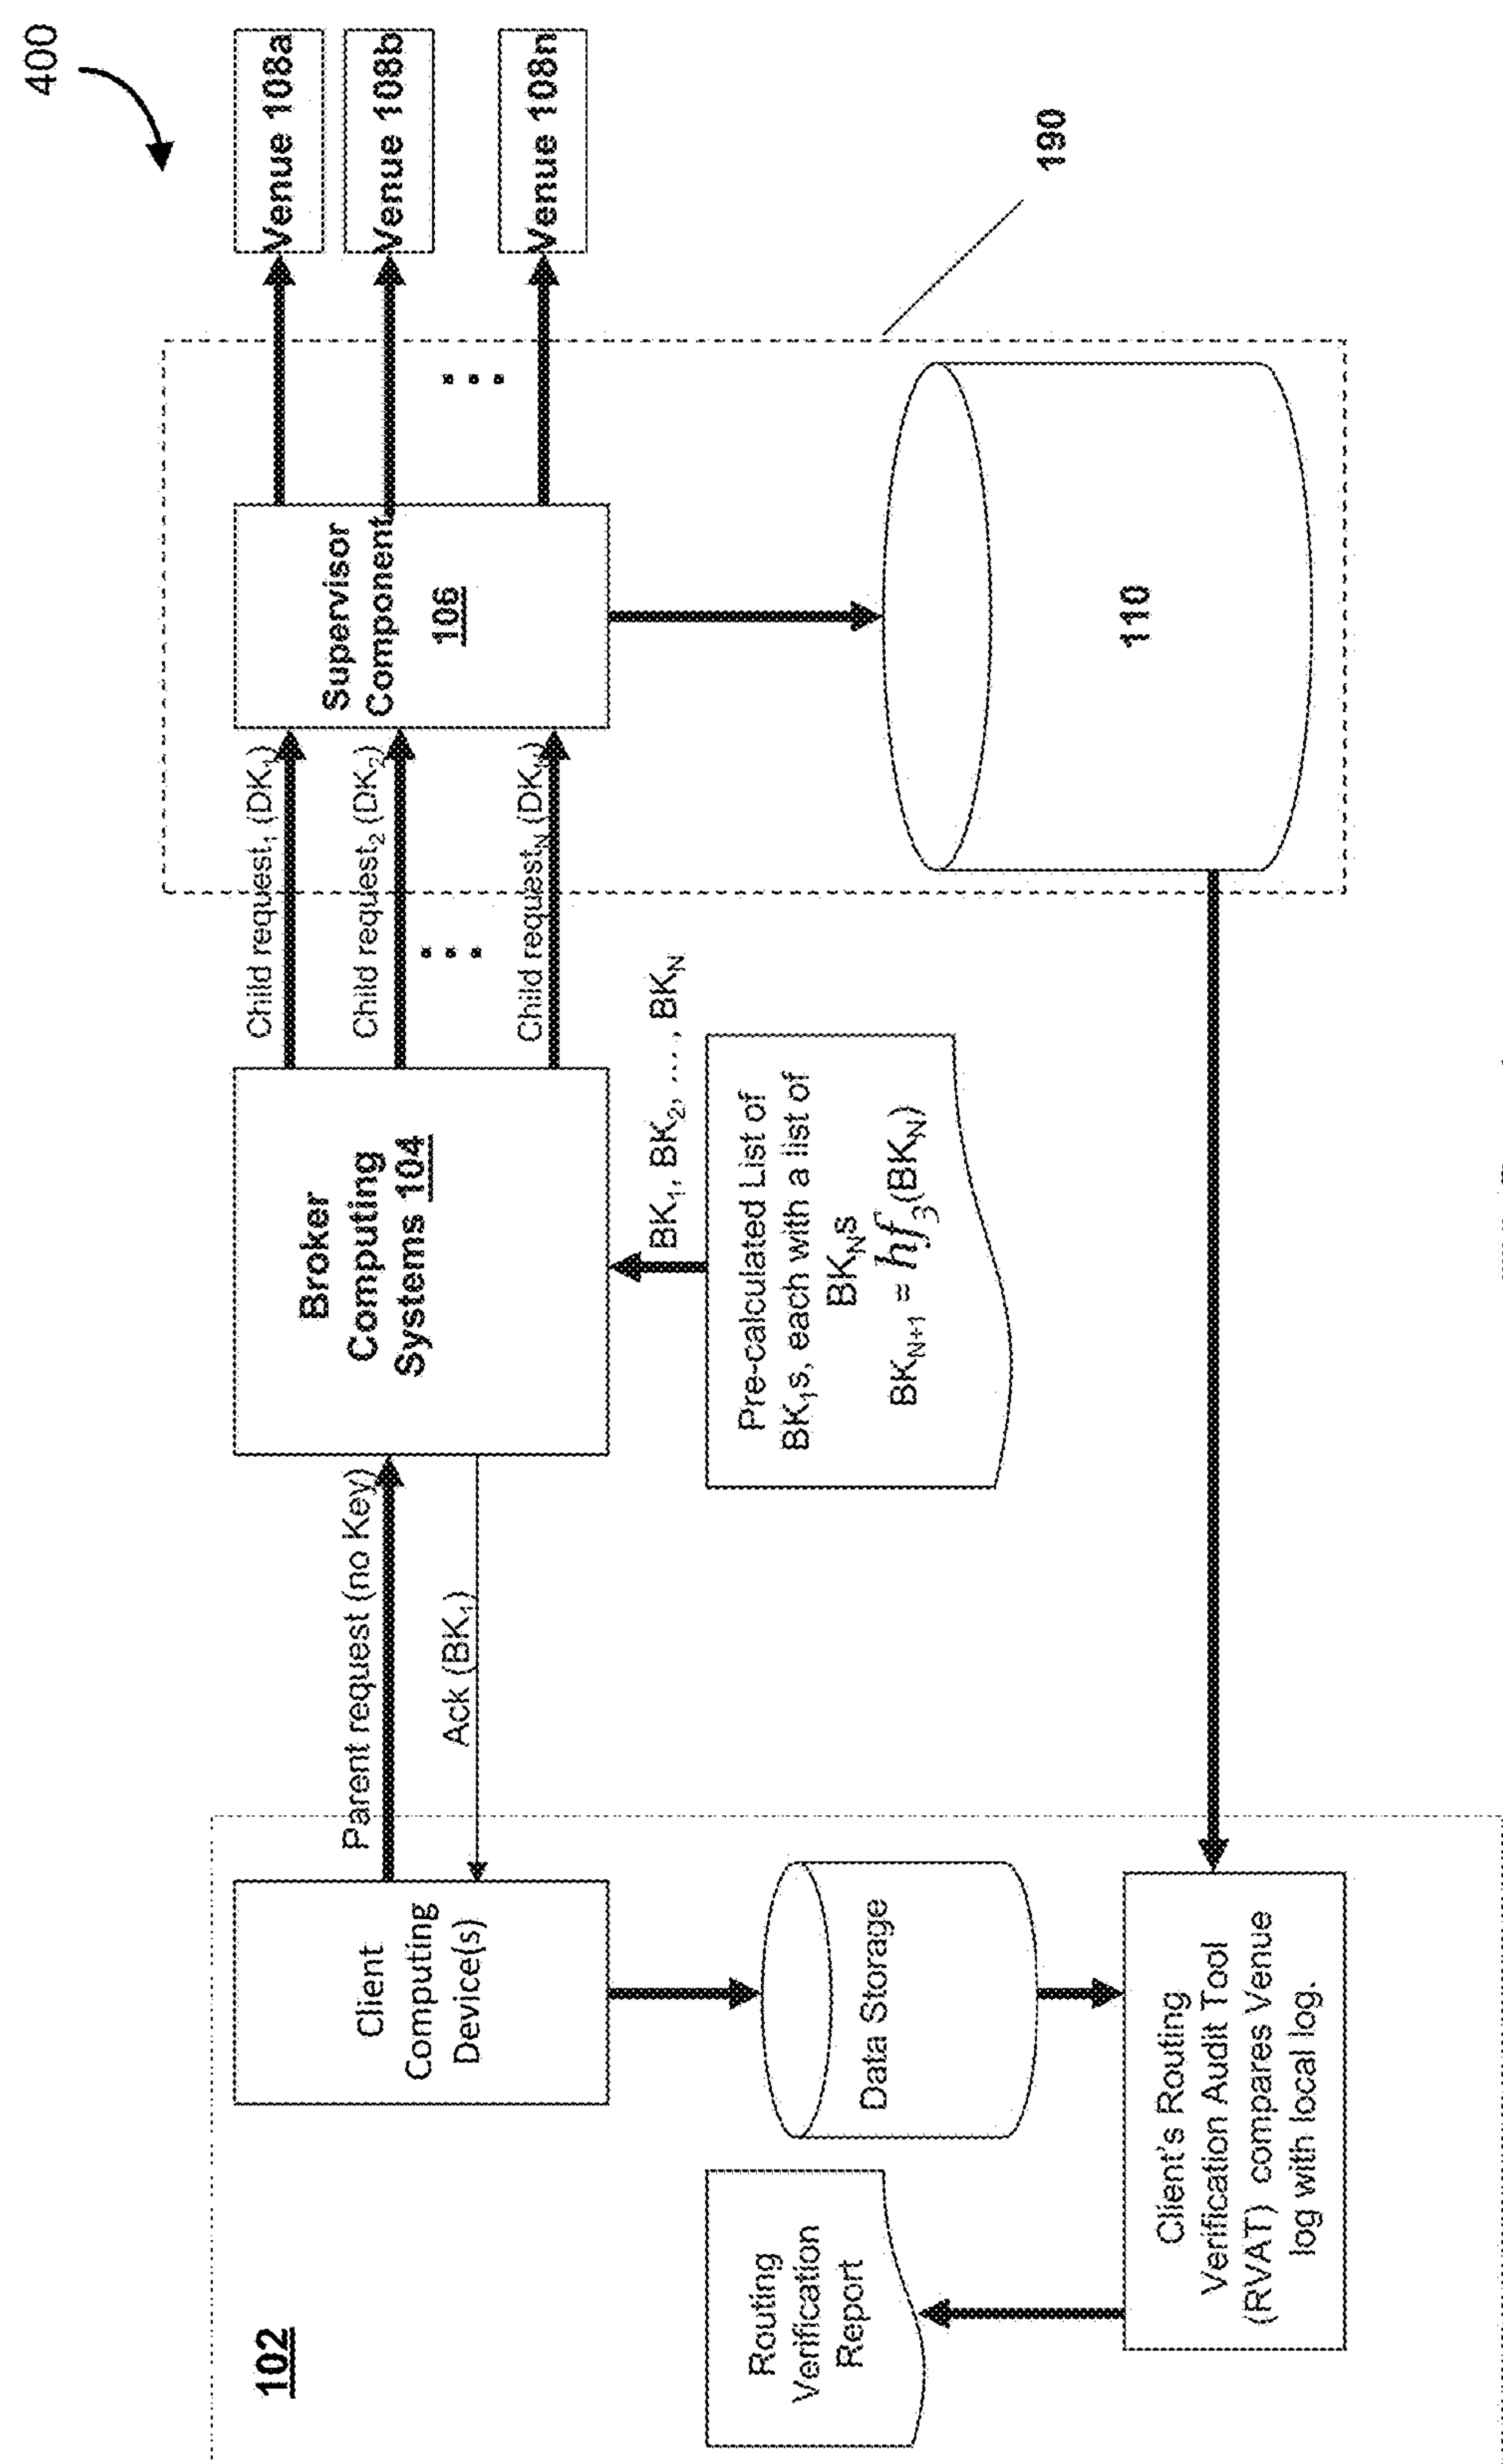 400
102
Client
Computing
Device(s)
Parent request (no Key)
Ack (BK₁)
Broker
Computing
Systems 104
Child request₁ (DK₁)
Child request₂ (DK₂)
Child requestN (DKN)
Supervisor
Component
106
Venue 108a
Venue 108b
Venue 108n
190
BK₁, BK₂, ..., BKN
Pre-calculated List of
BK₁s, each with a list of
BKNs
BKN+1 = hf₃(BKN)
Data Storage
110
Routing
Verification
Report
Client's Routing
Verification Audit Tool
(RVAT) compares Venue
log with local log.